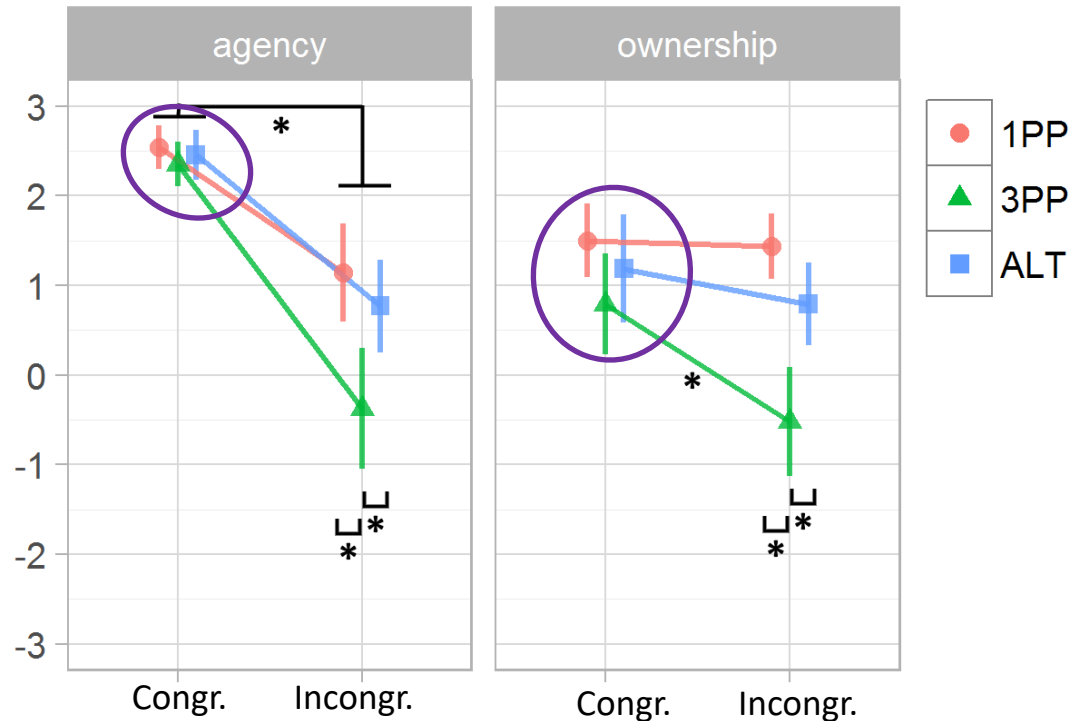 agency
ownership
3
2
1
0
-1
-2
-3
*
*
*
*
*
*
Congr.
Incongr.
Congr.
Incongr.
1PP
3PP
ALT